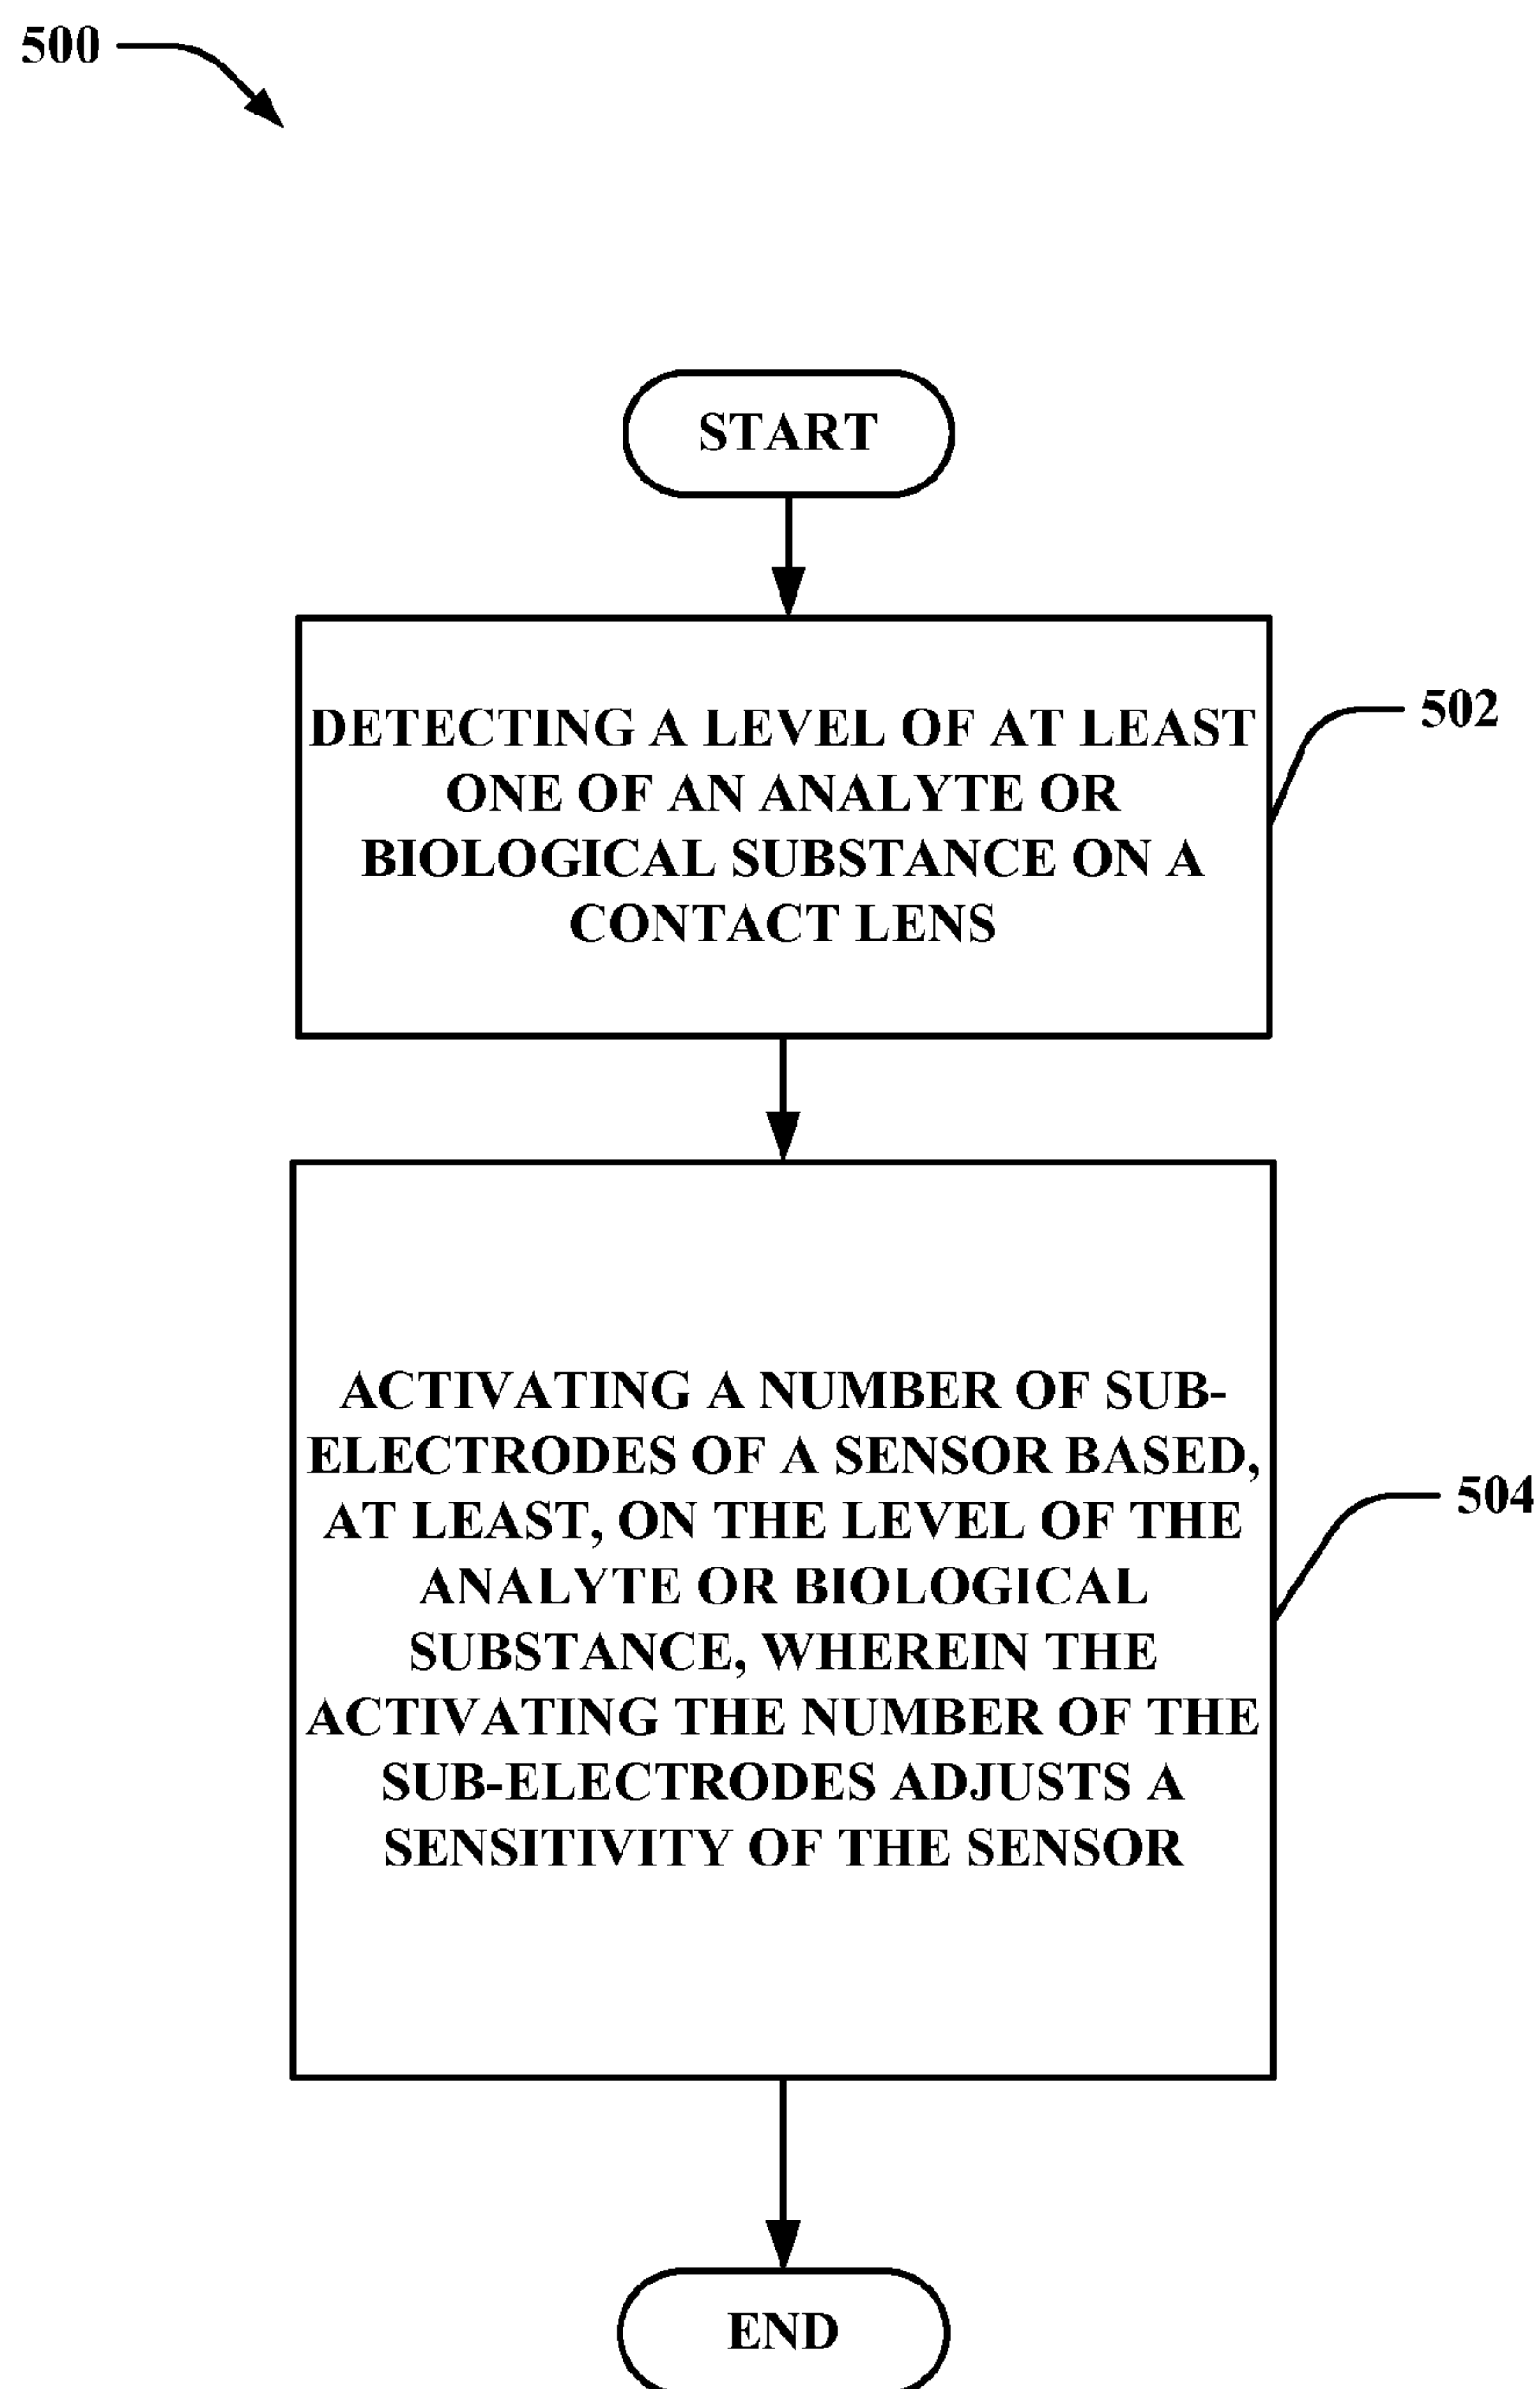 500
START
DETECTING A LEVEL OF AT LEAST
ONE OF AN ANALYTE OR
BIOLOGICAL SUBSTANCE ON A
CONTACT LENS
502
ACTIVATING A NUMBER OF SUB-
ELECTRODES OF A SENSOR BASED,
AT LEAST, ON THE LEVEL OF THE
ANALYTE OR BIOLOGICAL
SUBSTANCE, WHEREIN THE
ACTIVATING THE NUMBER OF THE
SUB-ELECTRODES ADJUSTS A
SENSITIVITY OF THE SENSOR
504
END